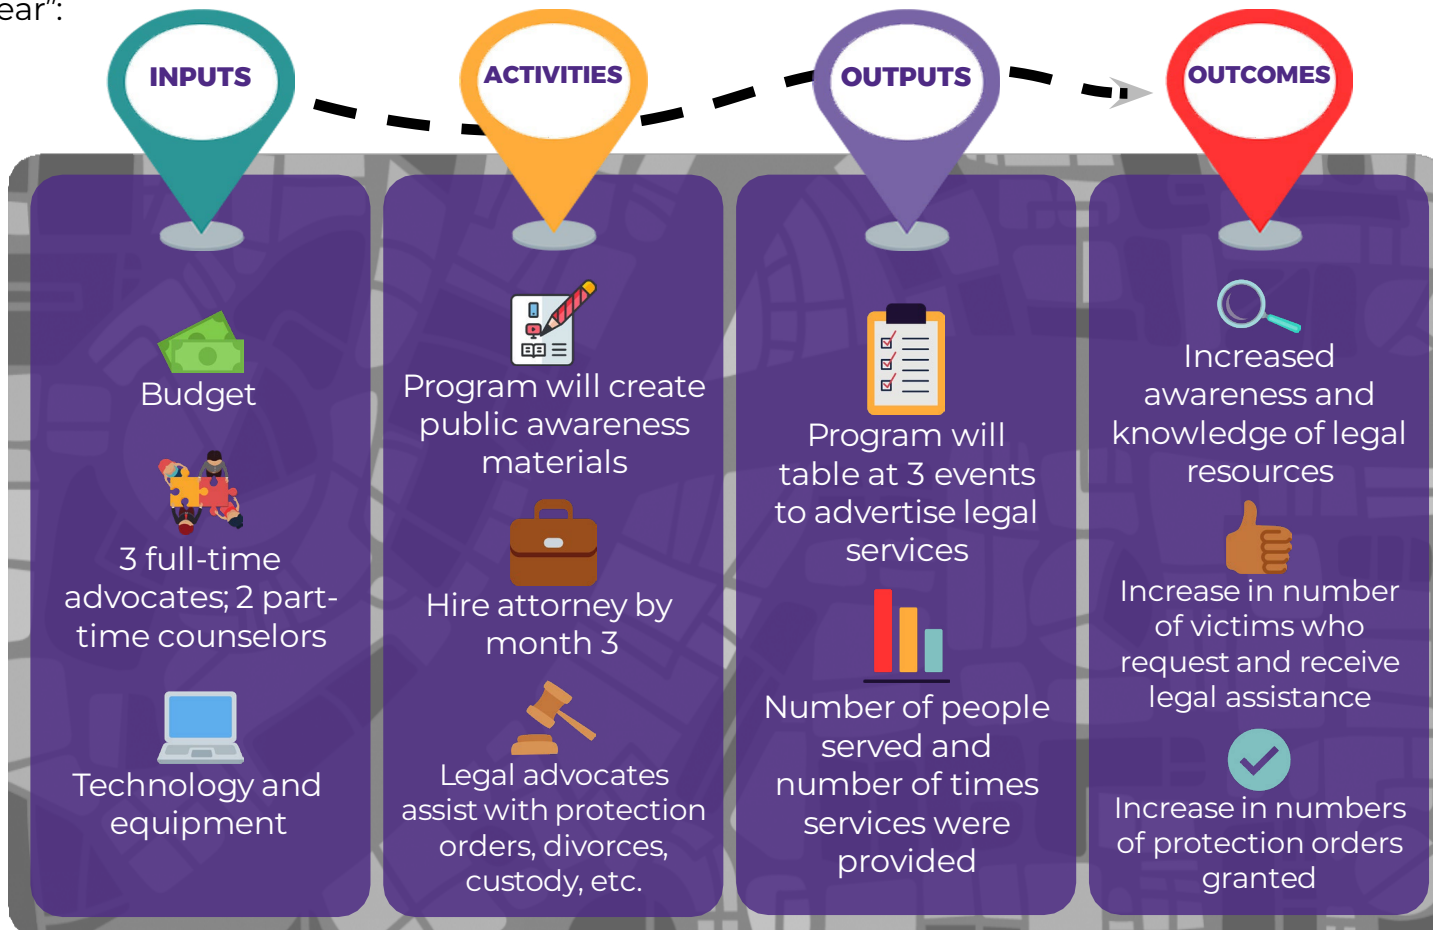 ear”:
INPUTS
ACTIVITIES
OUTPUTS
OUTCOMES
Budget
3 full-time
advocates; 2 part-
time counselors
Technology and
equipment
Program will create
public awareness
materials
Hire attorney by
month 3
Legal advocates
assist with protection
orders, divorces,
custody, etc.
Program will
table at 3 events
to advertise legal
services
Number of people
served and
number of times
services were
provided
Increased
awareness and
knowledge of legal
resources
Increase in number
of victims who
request and receive
legal assistance
Increase in numbers
of protection orders
granted